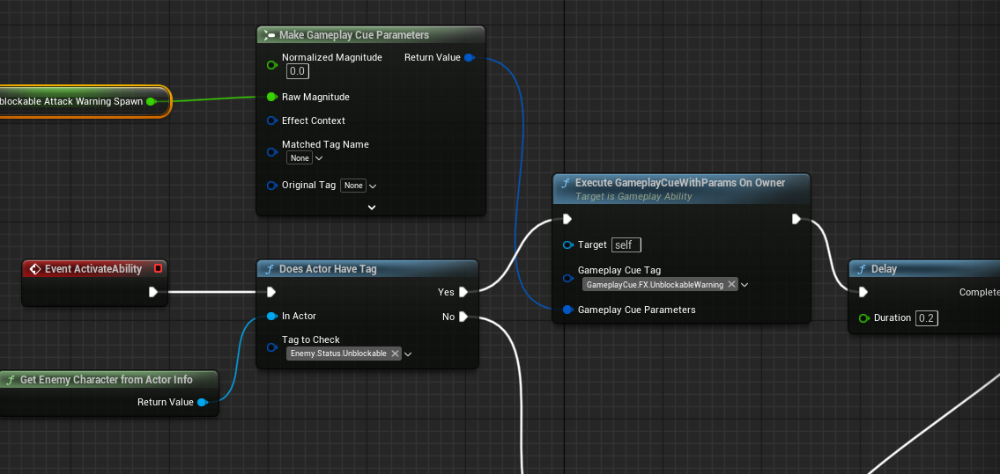 Make Gameplay Cue Parameters
Normalized Magnitude
Return Value
0.0
blockable Attack Warning Spawn
Raw Magnitude
Effect Context
Matched Tag Name
None
Original Tag
None
f Execute GameplayCueWithParams On Owner
Target is Gameplay Ability
Target
self
Gameplay Cue Tag
GameplayCue.FX.UnblockableWarning
Gameplay Cue Parameters
Event ActivateAbility
f Does Actor Have Tag
Yes
In Actor
No
Tag to Check
Enemy.Status.Unblockable
f Delay
Complete
Duration
0.2
f Get Enemy Character from Actor Info
Return Value